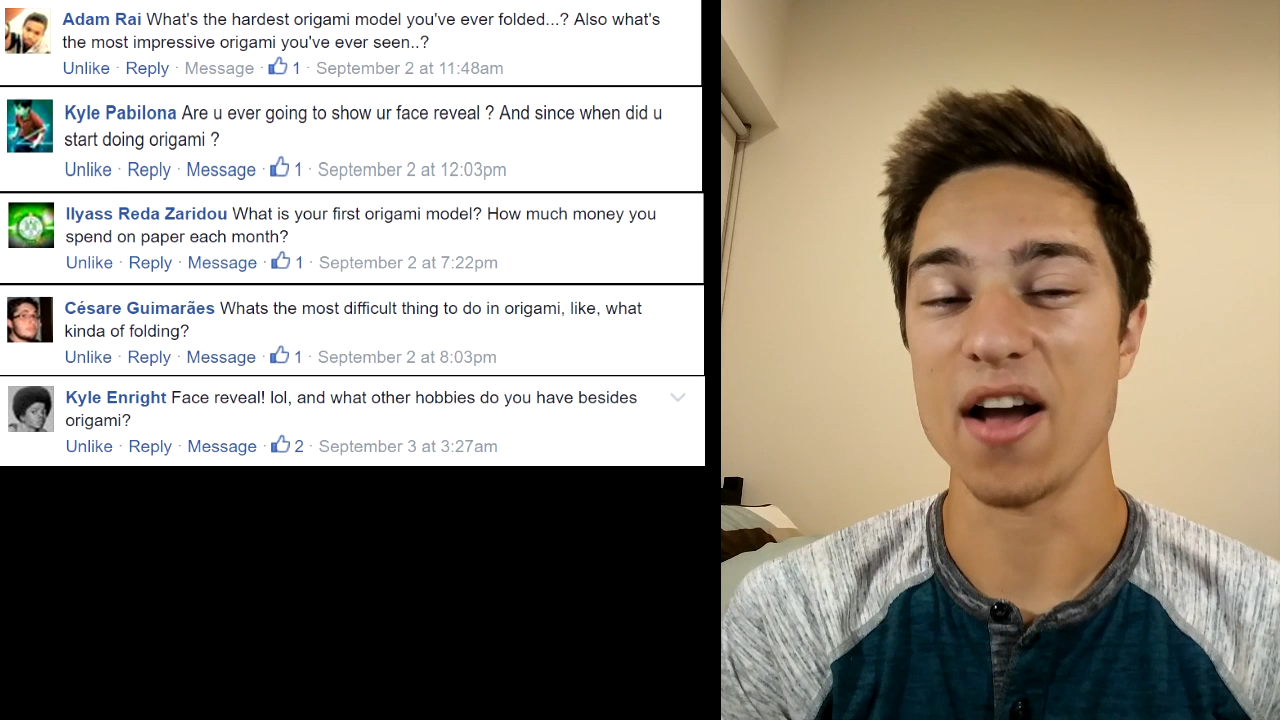 Adam Rai What's the hardest origami model you've ever folded...? Also what's
the most impressive origami you've ever seen..?
Unlike · Reply · Message · 1 · September 2 at 11:48am
Kyle Pabilona Are u ever going to show ur face reveal ? And since when did u
start doing origami ?
Unlike · Reply · Message · 1 · September 2 at 12:03pm
Ilyass Reda Zaridou What is your first origami model? How much money you
spend on paper each month?
Unlike · Reply · Message · 1 · September 2 at 7:22pm
Césare Guimarães Whats the most difficult thing to do in origami, like, what
kinda of folding?
Unlike · Reply · Message · 1 · September 2 at 8:03pm
Kyle Enright Face reveal! lol, and what other hobbies do you have besides
origami?
Unlike · Reply · Message · 2 · September 3 at 3:27am